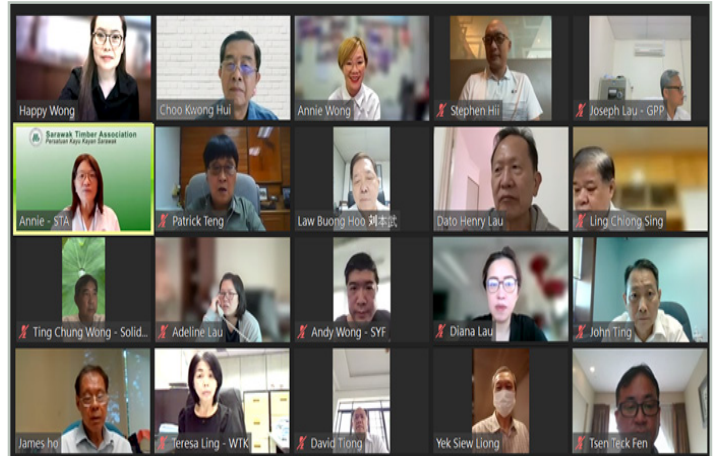 Happy Wong
Choo Kwong Hui
Annie Wong
Stephen Hii
Joseph Lau - GPP
Sarawak Timber Association
Persatuan Kayu Kayan Sarawak
Annie - STA
Patrick Teng
Law Buong Hoo 刘本武
Dato Henry Lau
Ling Chiong Sing
Ting Chung Wong - Solid...
Adeline Lau
Andy Wong - SYF
Diana Lau
John Ting
James ho
Teresa Ling - WTK
David Tiong
Yek Siew Liong
Tsen Teck Fen